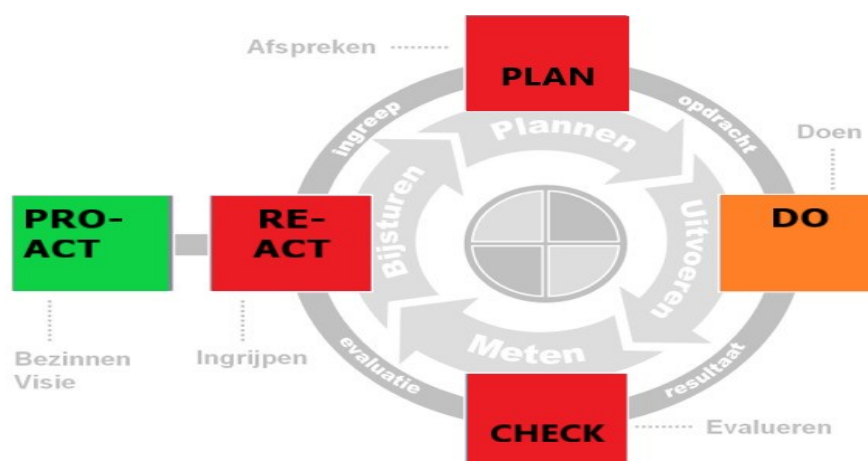 Afspreken
PLAN
ingreep
Plannen
opdracht
Doen
PRO-
ACT
RE-
ACT
Bijsturen
Uitvoeren
DO
Bezinnen
Visie
Ingrijpen
evaluatie
Meten
resultaat
CHECK
Evalueren